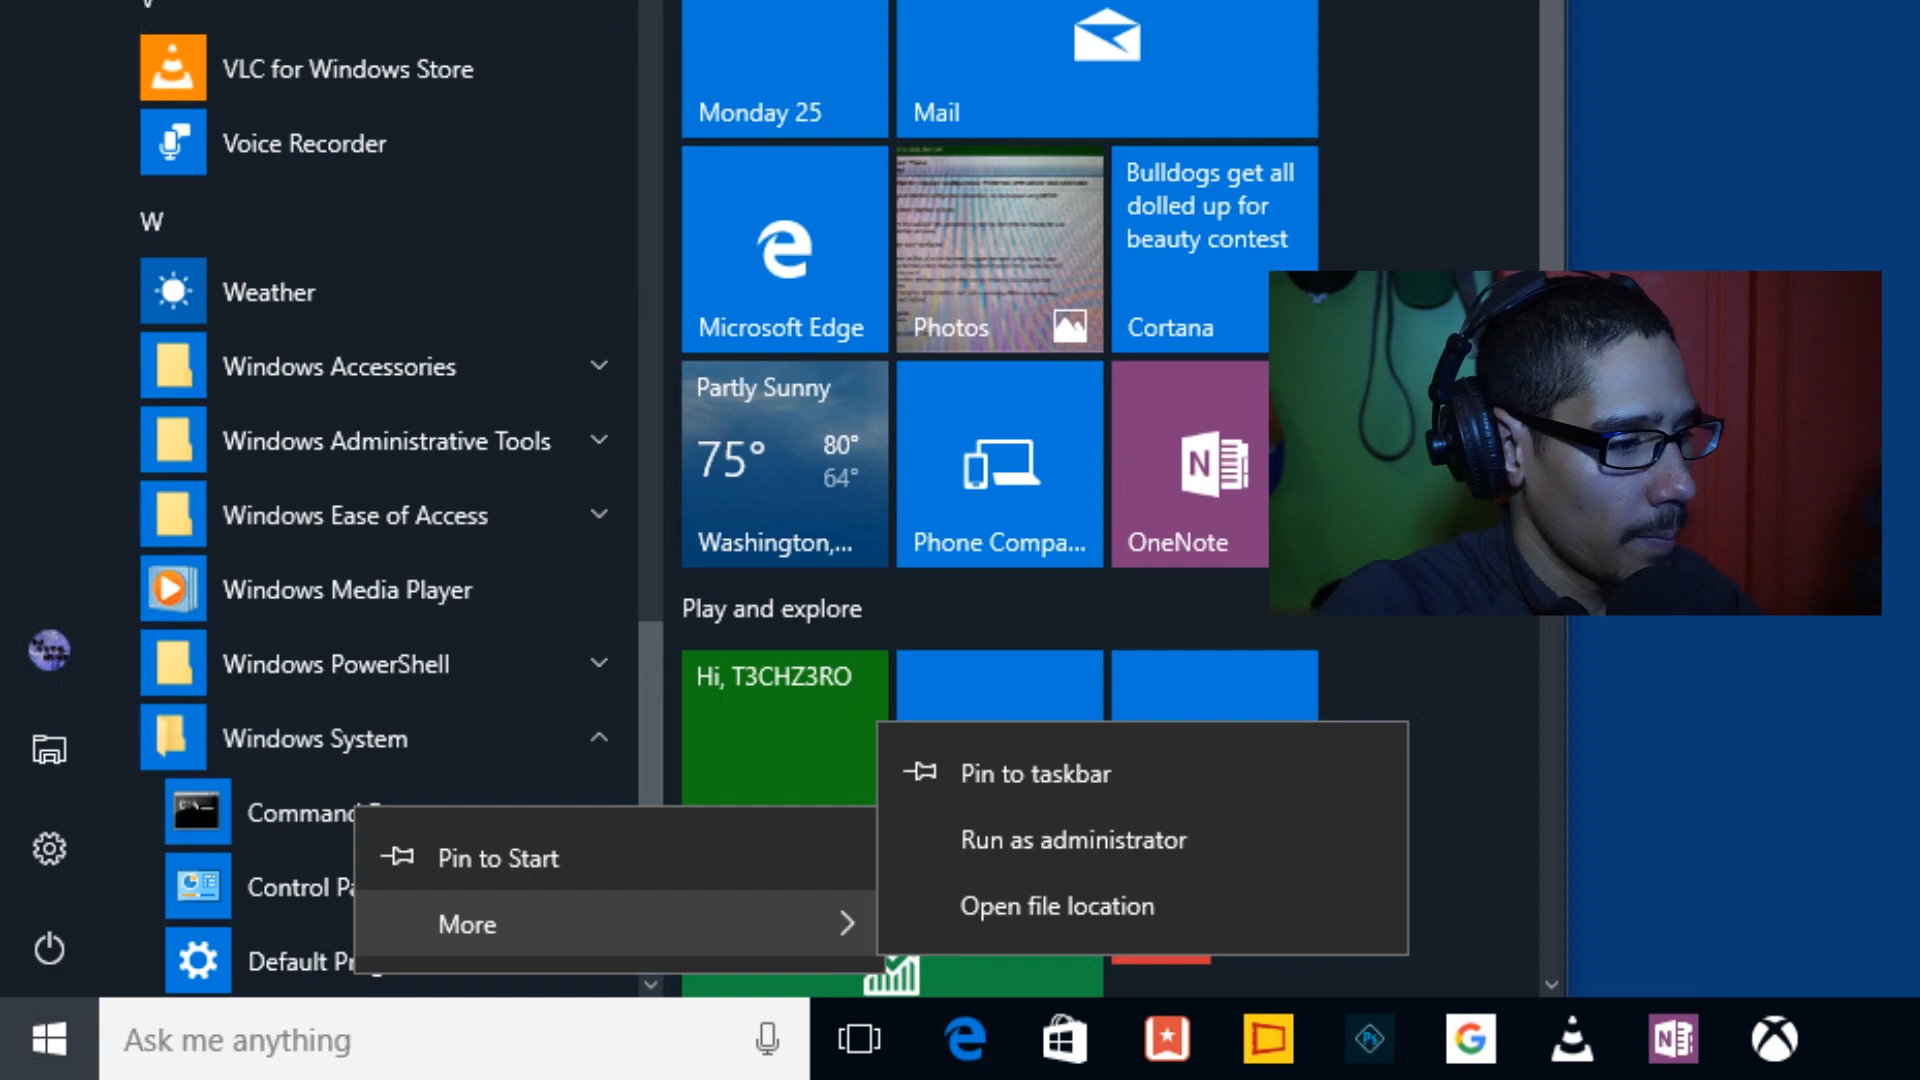 VLC for Windows Store
Voice Recorder
W
Weather
Windows Accessories
Windows Administrative Tools
Windows Ease of Access
Windows Media Player
Windows PowerShell
Windows System
Command
Control
Default
Pin to Start
More
Pin to taskbar
Run as administrator
Open file location
Monday 25
Mail
Microsoft Edge
Photos
Bulldogs get all
dolled up for
beauty contest
Cortana
Partly Sunny
75° 80°
64°
Washington,...
Phone Compa...
OneNote
Play and explore
Hi, T3CHZ3RO
Ask me anything